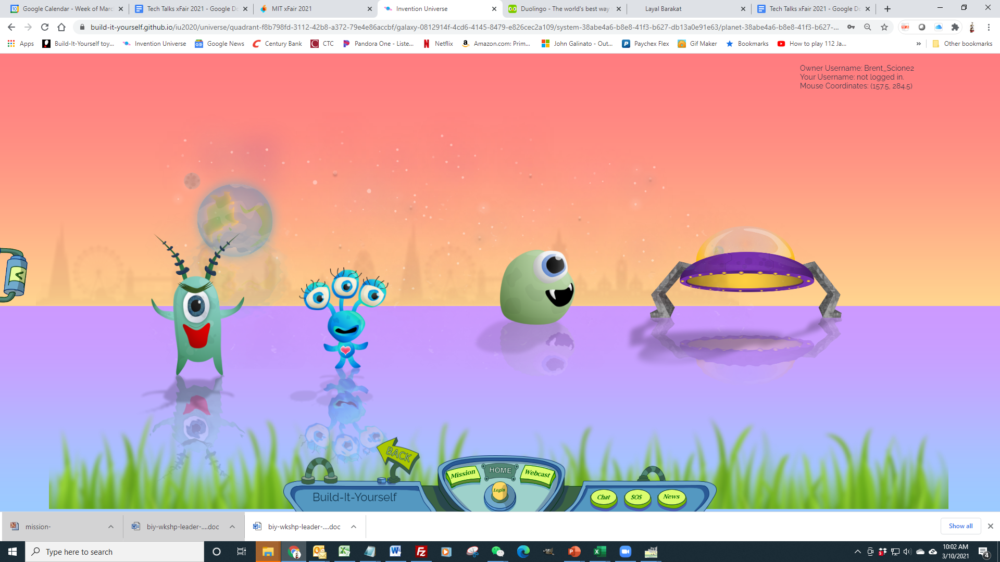 Google Calendar - Week of Marc
Tech Talks xFair 2021 - Google Do
MIT xFair 2021
Invention Universe
Duolingo - The world's best way
Layal Barakat
Tech Talks xFair 2021 - Google Do
build-it-yourself.github.io/iu2020/universe/quadrant-f8b798fd-3112-42b8-a372-79e4e86accbf/galaxy-0812914f-4cd6-4145-8479-e826cec2a109/system-38abe4a6-b8e8-41f3-b627-db13a0e91e63/planet-38abe4a6-b8e8-41f3-b627-...
Apps
Build-It-Yourself toy...
Invention Universe
Google News
Century Bank
CTC
Pandora One - Liste...
Netflix
Amazon.com: Prim...
John Galinato - Out...
Paychex Flex
Gif Maker
Bookmarks
How to play 112 Ja...
»
Other bookmarks
Owner Username: Brent_Scione2
Your Username: not logged in.
Mouse Coordinates: (157.5, 284.5)
BACK
Mission
HOME
Webcast
Login
Build-It-Yourself
Chat
SOS
News
mission-
biy-wkshp-leader-....doc
biy-wkshp-leader-....doc
Show all
Type here to search
10:02 AM
3/10/2021
4